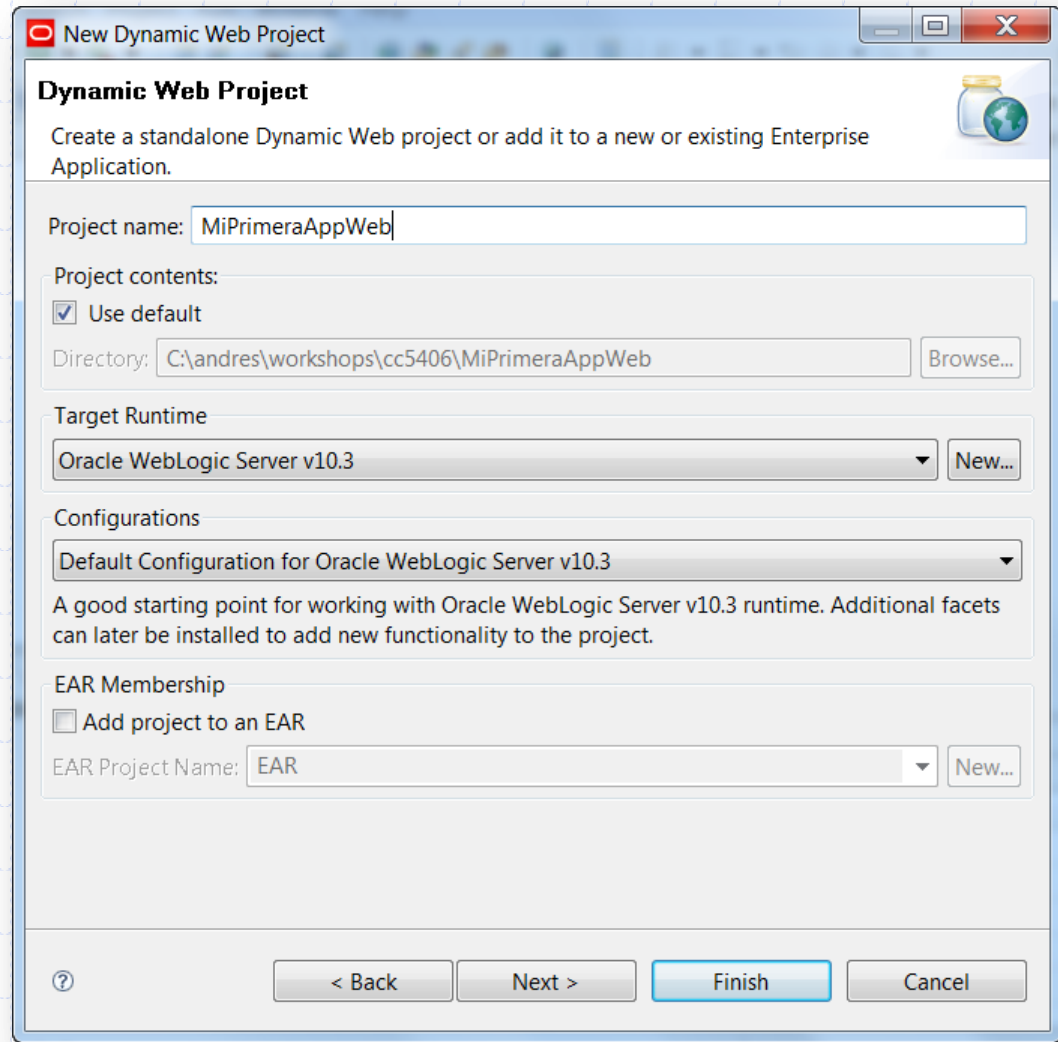 New Dynamic Web Project
Dynamic Web Project
Create a standalone Dynamic Web project or add it to a new or existing Enterprise
Application.
Project name: MiPrimeraAppWeb
Project contents:
Use default
Directory: C:\andres\workshops\cc5406\MiPrimeraAppWeb Browse...
Target Runtime
Oracle WebLogic Server v10.3 New...
Configurations
Default Configuration for Oracle WebLogic Server v10.3
A good starting point for working with Oracle WebLogic Server v10.3 runtime. Additional facets
can later be installed to add new functionality to the project.
EAR Membership
Add project to an EAR
EAR Project Name: EAR New...
? < Back Next > Finish Cancel